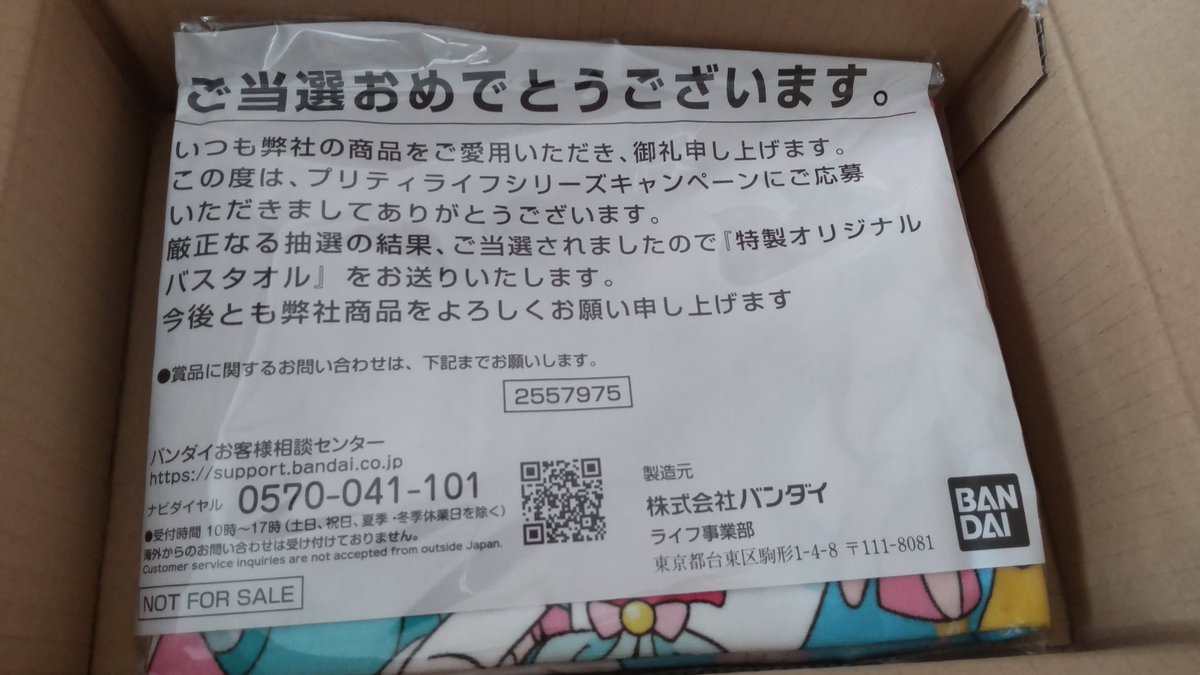 ご当選おめでとうございます。
いつも弊社の商品をご愛用いただき、御礼申し上げます。
この度は、プリティライフシリーズキャンペーンにご応募
いただきましてありがとうございます。
厳正なる抽選の結果、ご当選されましたので『特製オリジナル
バスタオル』をお送りいたします。
今後とも弊社商品をよろしくお願い申し上げます
●賞品に関するお問い合わせは、下記までお願いします。
2557975
バンダイお客様相談センター
https://support.bandai.co.jp
ナビダイヤル 0570-041-101
●受付時間 10時～17時(土日、祝日、夏季・冬季休業日を除く)
海外からのお問い合わせは受け付けておりません。
Customer service inquiries are not accepted from outside Japan.
NOT FOR SALE
製造元
株式会社バンダイ
ライフ事業部
東京都台東区駒形1-4-8 〒111-8081
BAN
DAI